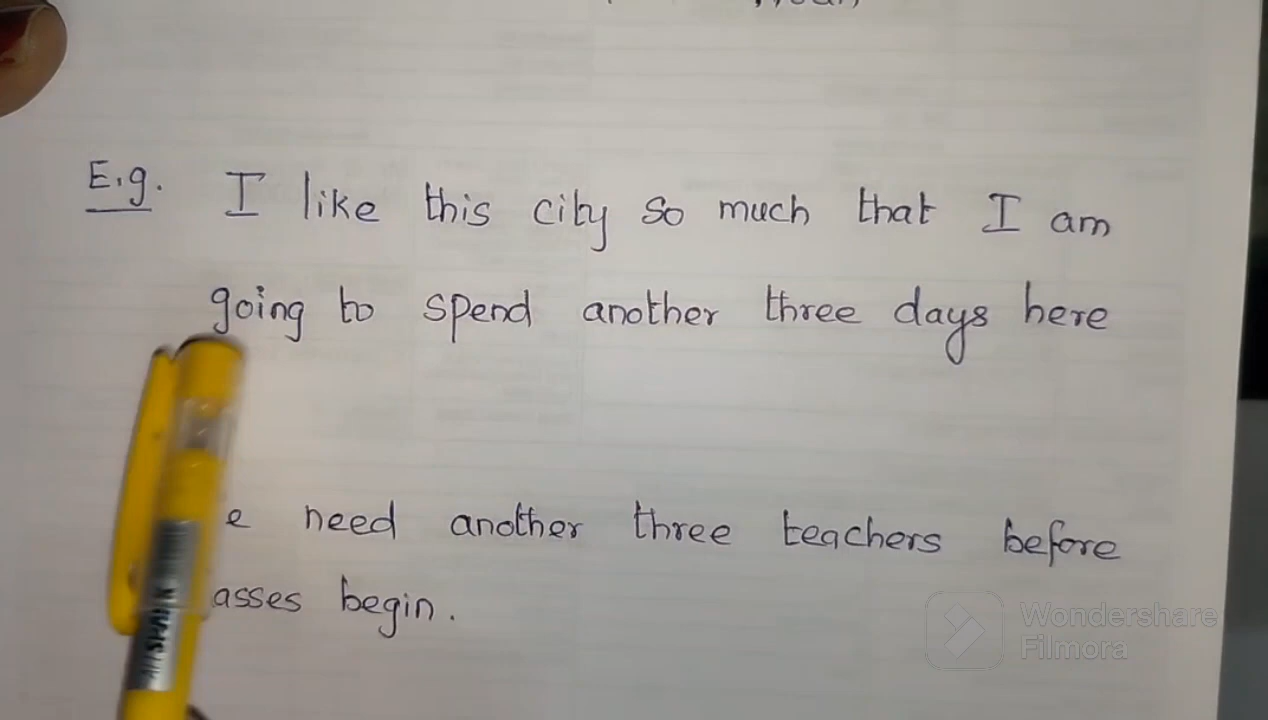 E.g. I like this city so much that I am
going to spend another three days here
e need another three teachers before
asses begin.
Wondershare
Filmora